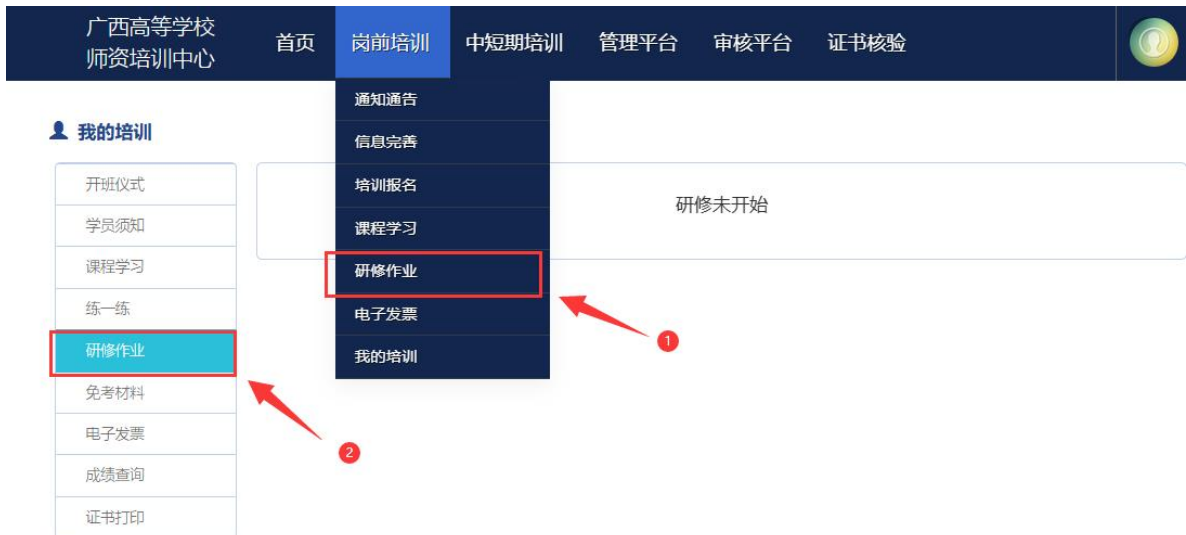 广西高等学校
师资培训中心
首页 岗前培训 中短期培训 管理平台 审核平台 证书核验
通知通告
信息完善
培训报名
课程学习
研修作业
电子发票
我的培训
我的培训
开班仪式
学员须知
课程学习
练一练
研修作业
免考材料
电子发票
成绩查询
证书打印
研修未开始
1
2